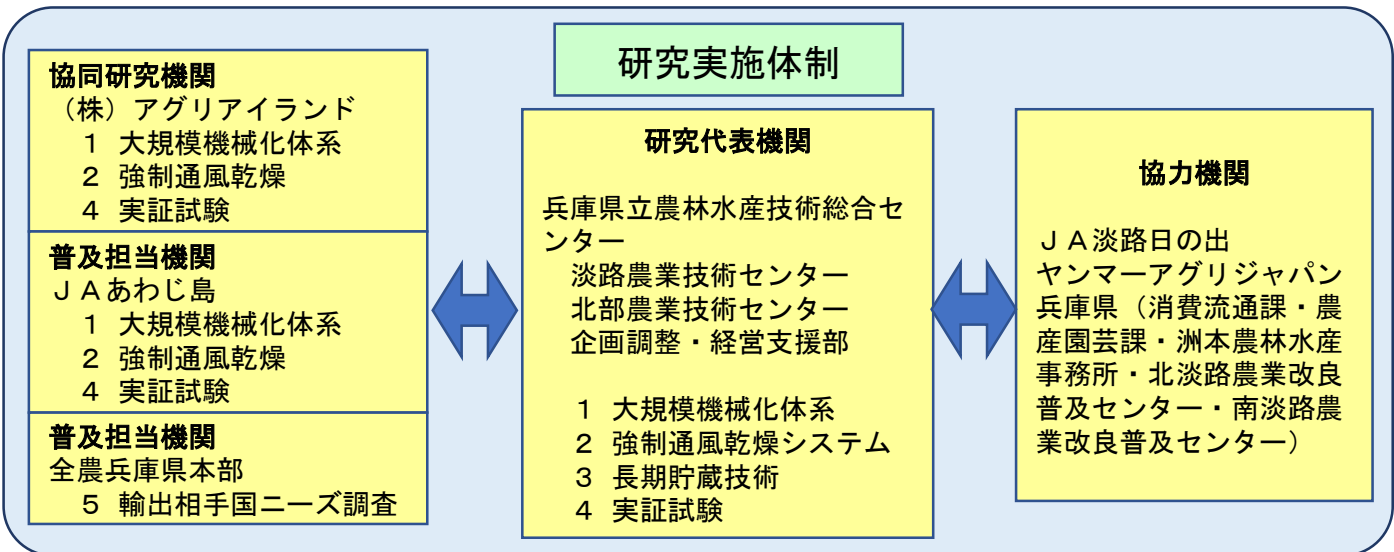 研究実施体制
協同研究機関
(株)アグリアイランド
1 大規模機械化体系
2 強制通風乾燥
4 実証試験
普及担当機関
JAあわじ島
1 大規模機械化体系
2 強制通風乾燥
4 実証試験
普及担当機関
全農兵庫県本部
5 輸出相手国ニーズ調査
研究代表機関
兵庫県立農林水産技術総合セ
ンター
淡路農業技術センター
北部農業技術センター
企画調整・経営支援部
1 大規模機械化体系
2 強制通風乾燥システム
3 長期貯蔵技術
4 実証試験
協力機関
JA淡路日の出
ヤンマーアグリジャパン
兵庫県(消費流通課・農
産園芸課・洲本農林水産
事務所・北淡路農業改良
普及センター・南淡路農
業改良普及センター)